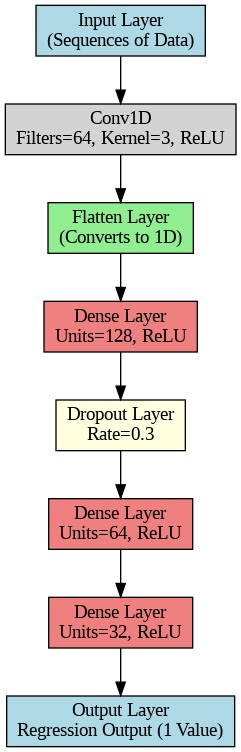 Input Layer
(Sequences of Data)
Conv1D
Filters=64, Kernel=3, ReLU
Flatten Layer
(Converts to 1D)
Dense Layer
Units=128, ReLU
Dropout Layer
Rate=0.3
Dense Layer
Units=64, ReLU
Dense Layer
Units=32, ReLU
Output Layer
Regression Output (1 Value)